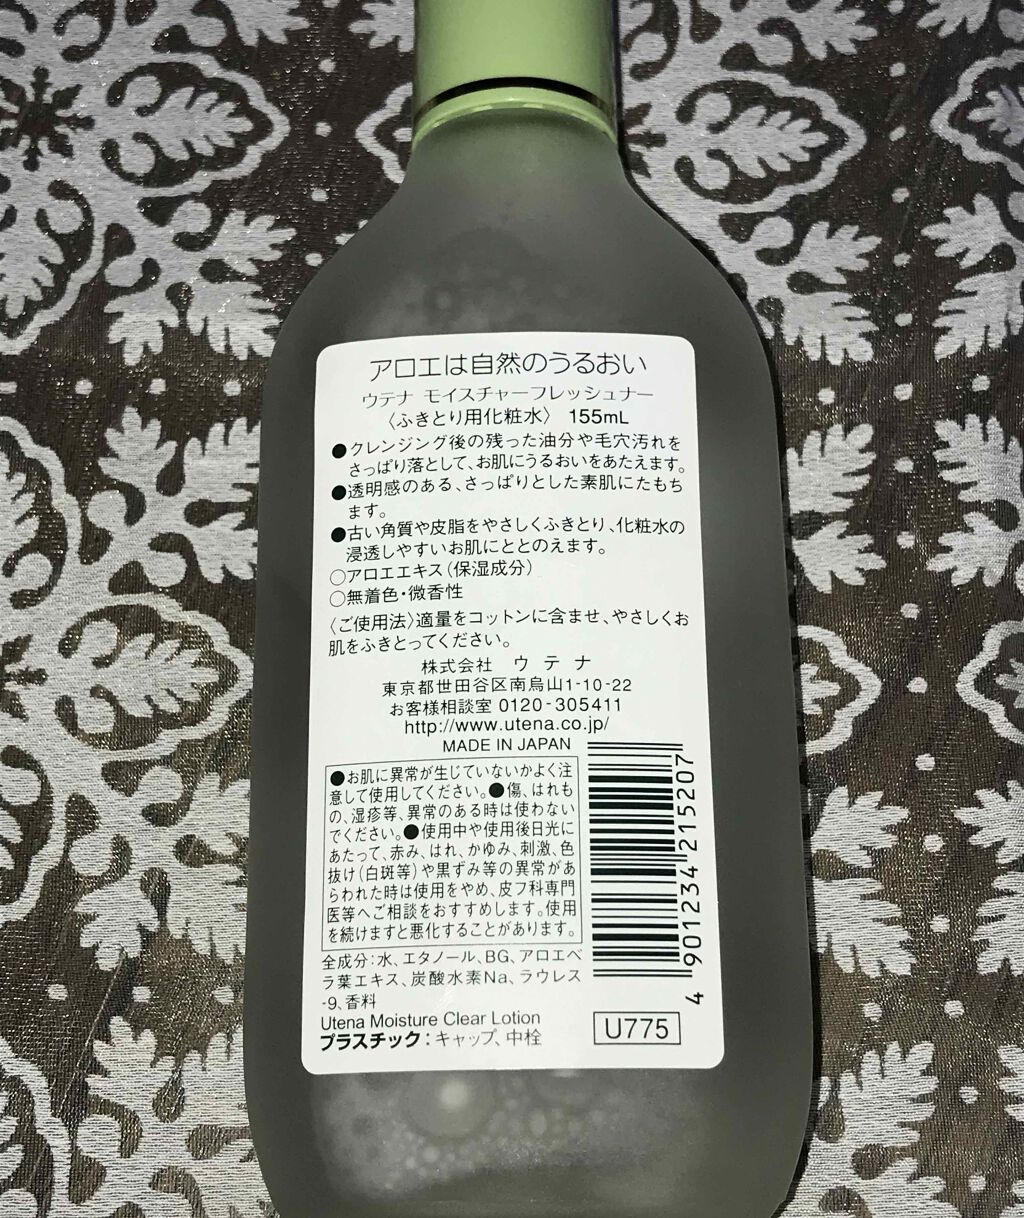 アロエは自然のうるおい
ウテナ モイスチャーフレッシュナー
〈ふきとり用化粧水〉 155mL
●クレンジング後の残った油分や毛穴汚れを
さっぱり落として、お肌にうるおいをあたえます。
●透明感のある、さっぱりとした素肌にたもち
ます。
●古い角質や皮脂をやさしくふきとり、化粧水の
浸透しやすいお肌にととのえます。
○アロエエキス(保湿成分)
○無着色・微香性
〈ご使用法〉適量をコットンに含ませ、やさしくお
肌をふきとってください。
株式会社 ウテナ
東京都世田谷区南烏山1-10-22
お客様相談室 0120-305411
http://www.utena.co.jp/
MADE IN JAPAN
●お肌に異常が生じていないかよく注
意して使用してください。●傷、はれも
の、湿疹等、異常のある時は使わない
でください。●使用中や使用後日光に
あたって、赤み、はれ、かゆみ、刺激、色
抜け(白斑等)や黒ずみ等の異常があ
らわれた時は使用をやめ、皮フ科専門
医等へご相談をおすすめします。使用
を続けますと悪化することがあります。
4 901234 215207
全成分:水、エタノール、BG、アロエベ
ラ葉エキス、炭酸水素Na、ラウレス
-9、香料
Utena Moisture Clear Lotion
プラスチック:キャップ、中栓
U775